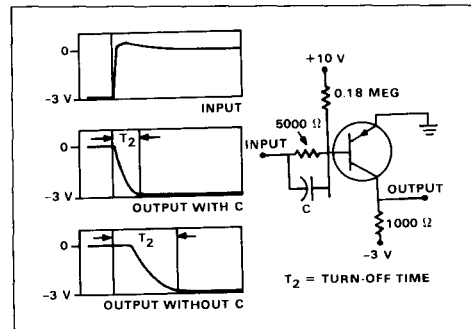 0
−3 V
INPUT
0
T2
−3 V
OUTPUT WITH C
0
T2
−3 V
OUTPUT WITHOUT C
+10 V
0.18 MEG
5000 Ω
INPUT
C
OUTPUT
1000 Ω
−3 V
T2 = TURN-OFF TIME